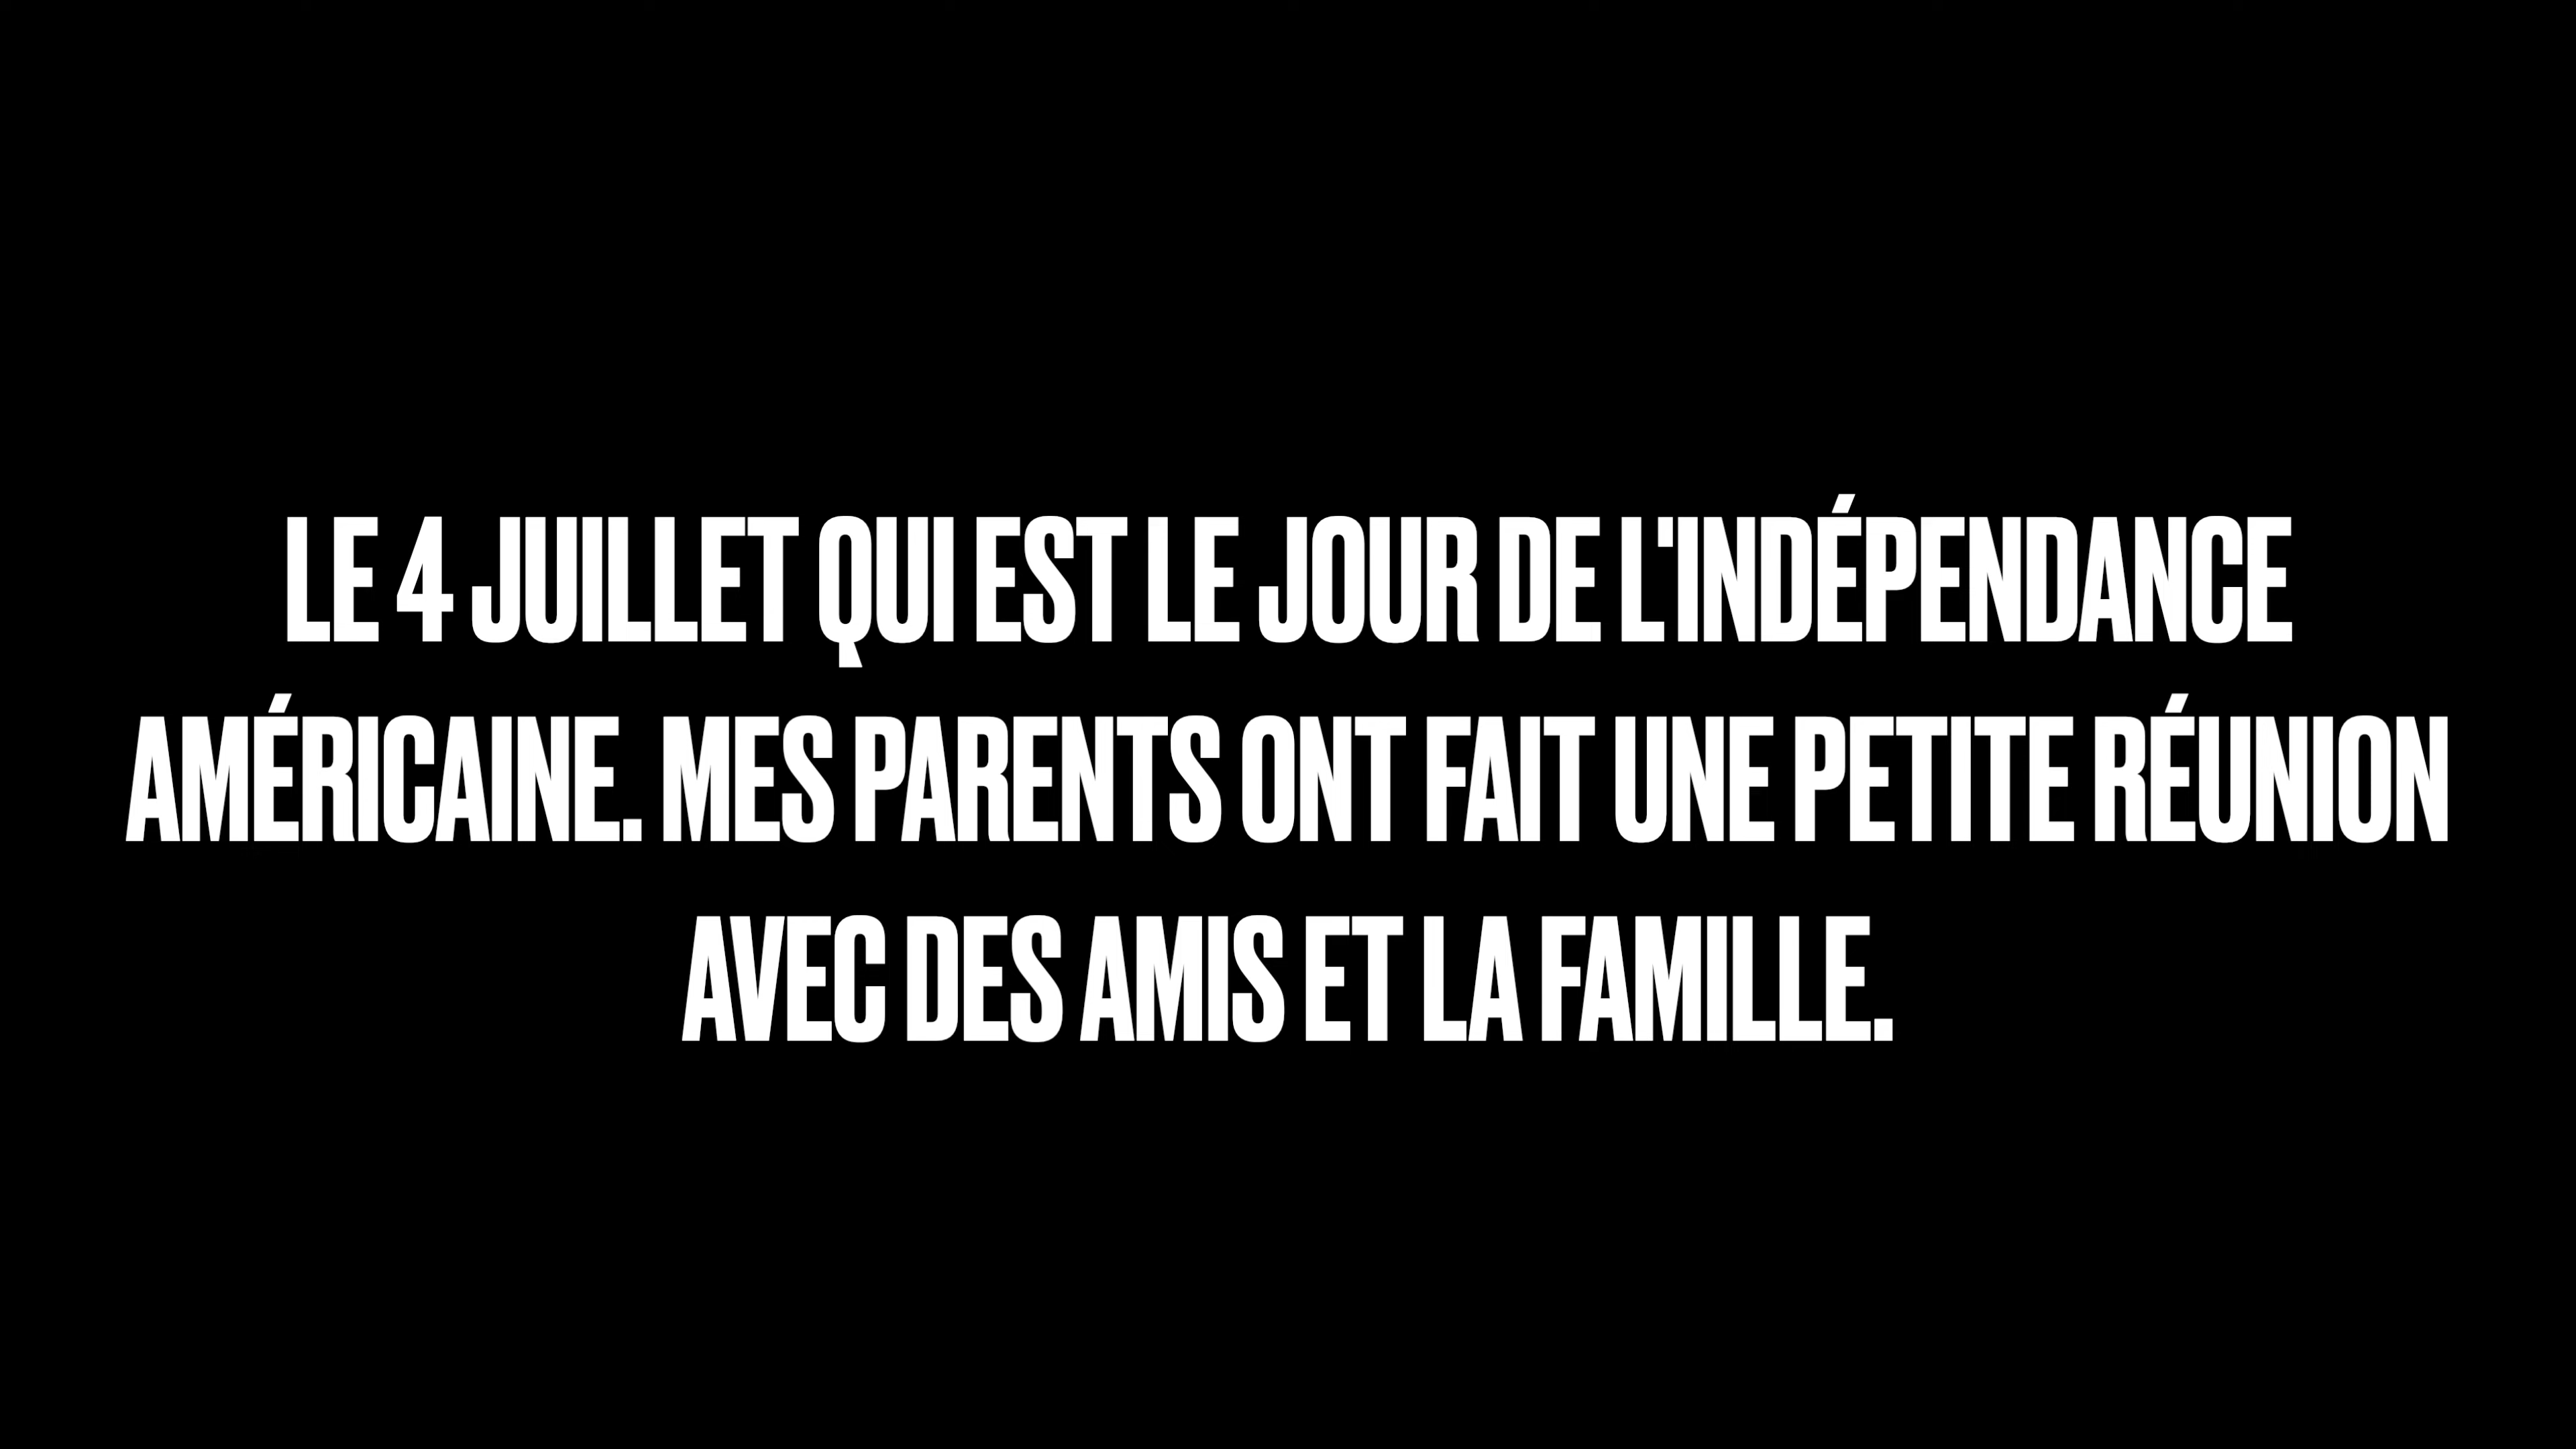 LE 4 JUILLET QUI EST LE JOUR DE L'INDÉPENDANCE
AMÉRICAINE. MES PARENTS ONT FAIT UNE PETITE RÉUNION
AVEC DES AMIS ET LA FAMILLE.